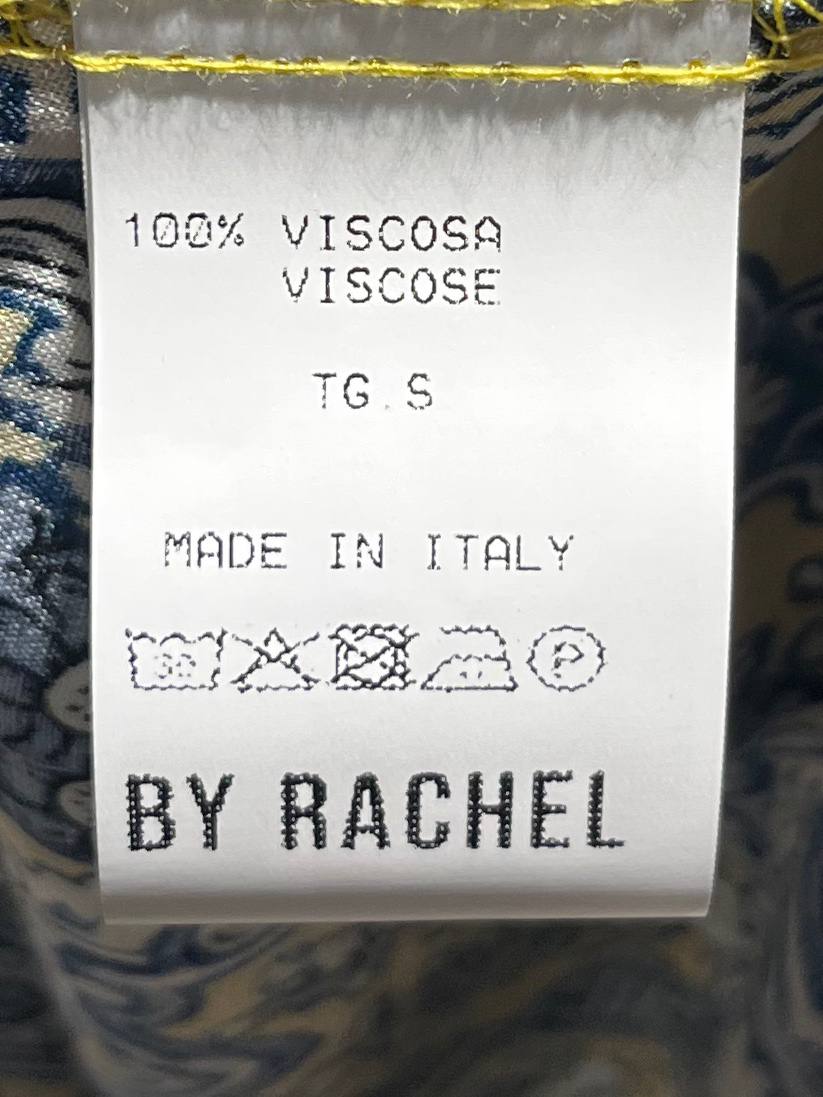 100% VISCOSA
VISCOSE
TG.S
MADE IN ITALY
P
BY RACHEL